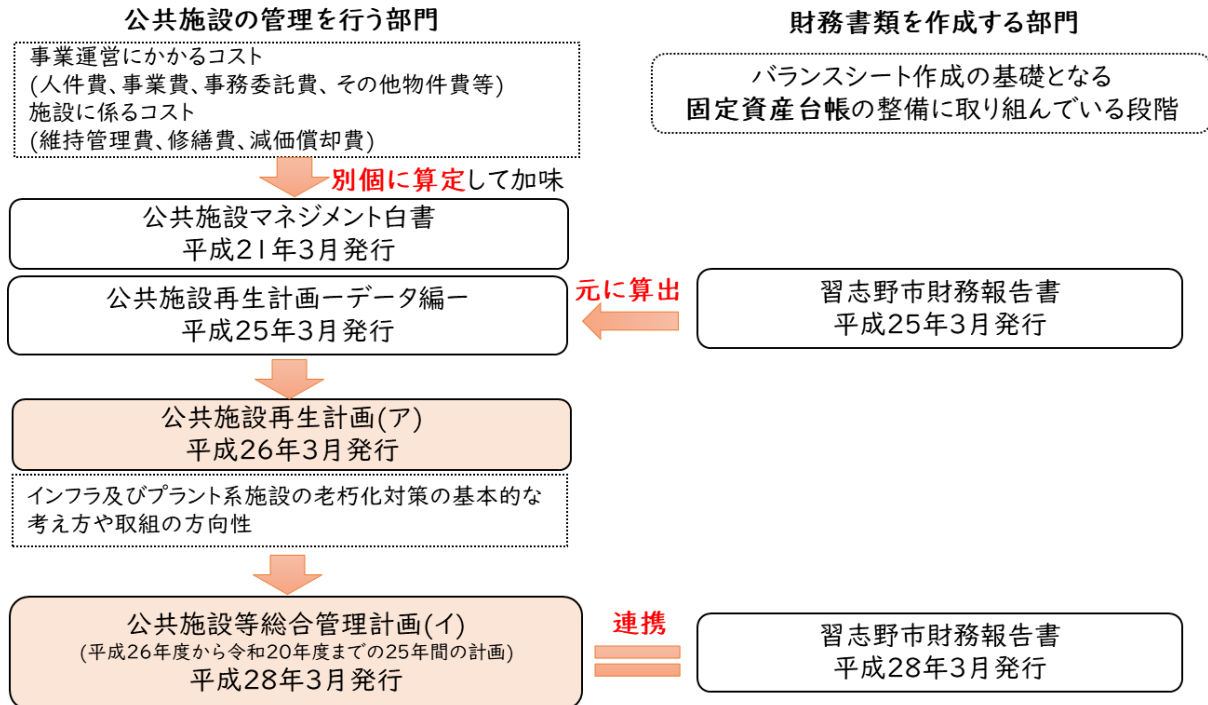 公共施設の管理を行う部門
財務書類を作成する部門
事業運営にかかるコスト
(人件費、事業費、事務委託費、その他物件費等)
施設に係るコスト
(維持管理費、修繕費、減価償却費)
バランスシート作成の基礎となる
固定資産台帳の整備に取り組んでいる段階
別個に算定して加味
公共施設マネジメント白書
平成21年3月発行
公共施設再生計画ーデータ編ー
平成25年3月発行
元に算出
習志野市財務報告書
平成25年3月発行
公共施設再生計画(ア)
平成26年3月発行
インフラ及びプラント系施設の老朽化対策の基本的な
考え方や取組の方向性
公共施設等総合管理計画(イ)
(平成26年度から令和20年度までの25年間の計画)
平成28年3月発行
連携
習志野市財務報告書
平成28年3月発行